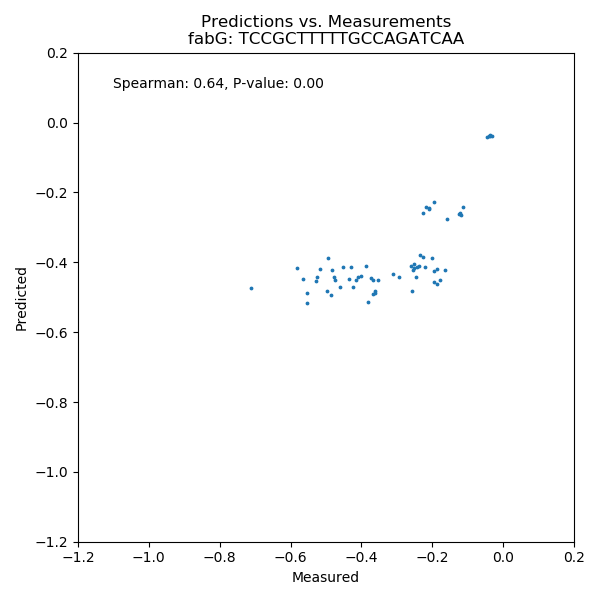 Predictions vs. Measurements
fabG: TCCGCTTTTTGCCAGATCAA
Spearman: 0.64, P-value: 0.00
0.2
0.0
−0.2
−0.4
−0.6
−0.8
−1.0
−1.2
Predicted
−1.2 −1.0 −0.8 −0.6 −0.4 −0.2 0.0 0.2
Measured